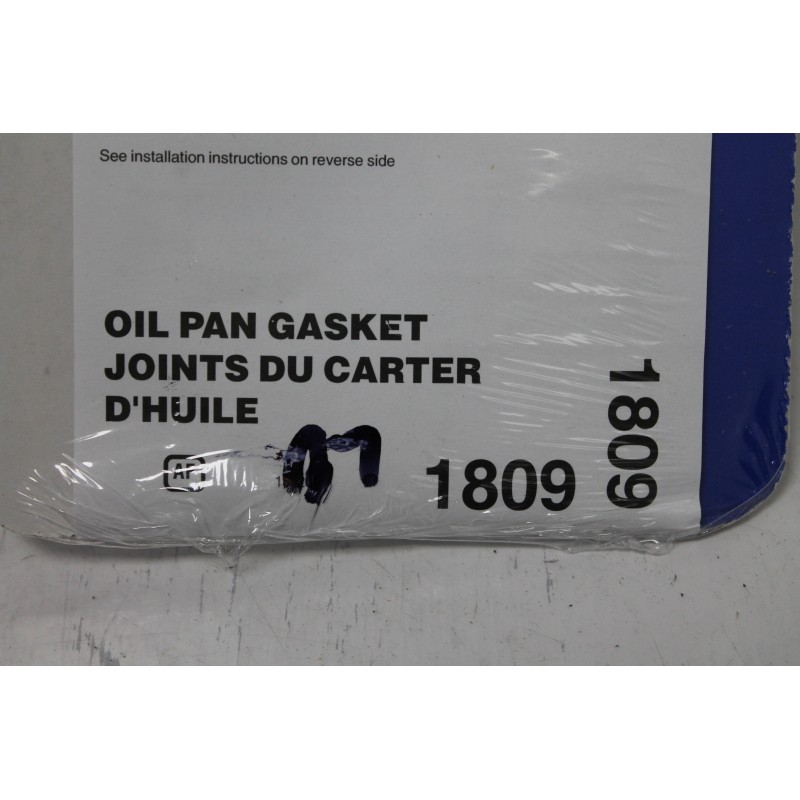 See installation instructions on reverse side
OIL PAN GASKET
JOINTS DU CARTER
D'HUILE
1809
1809